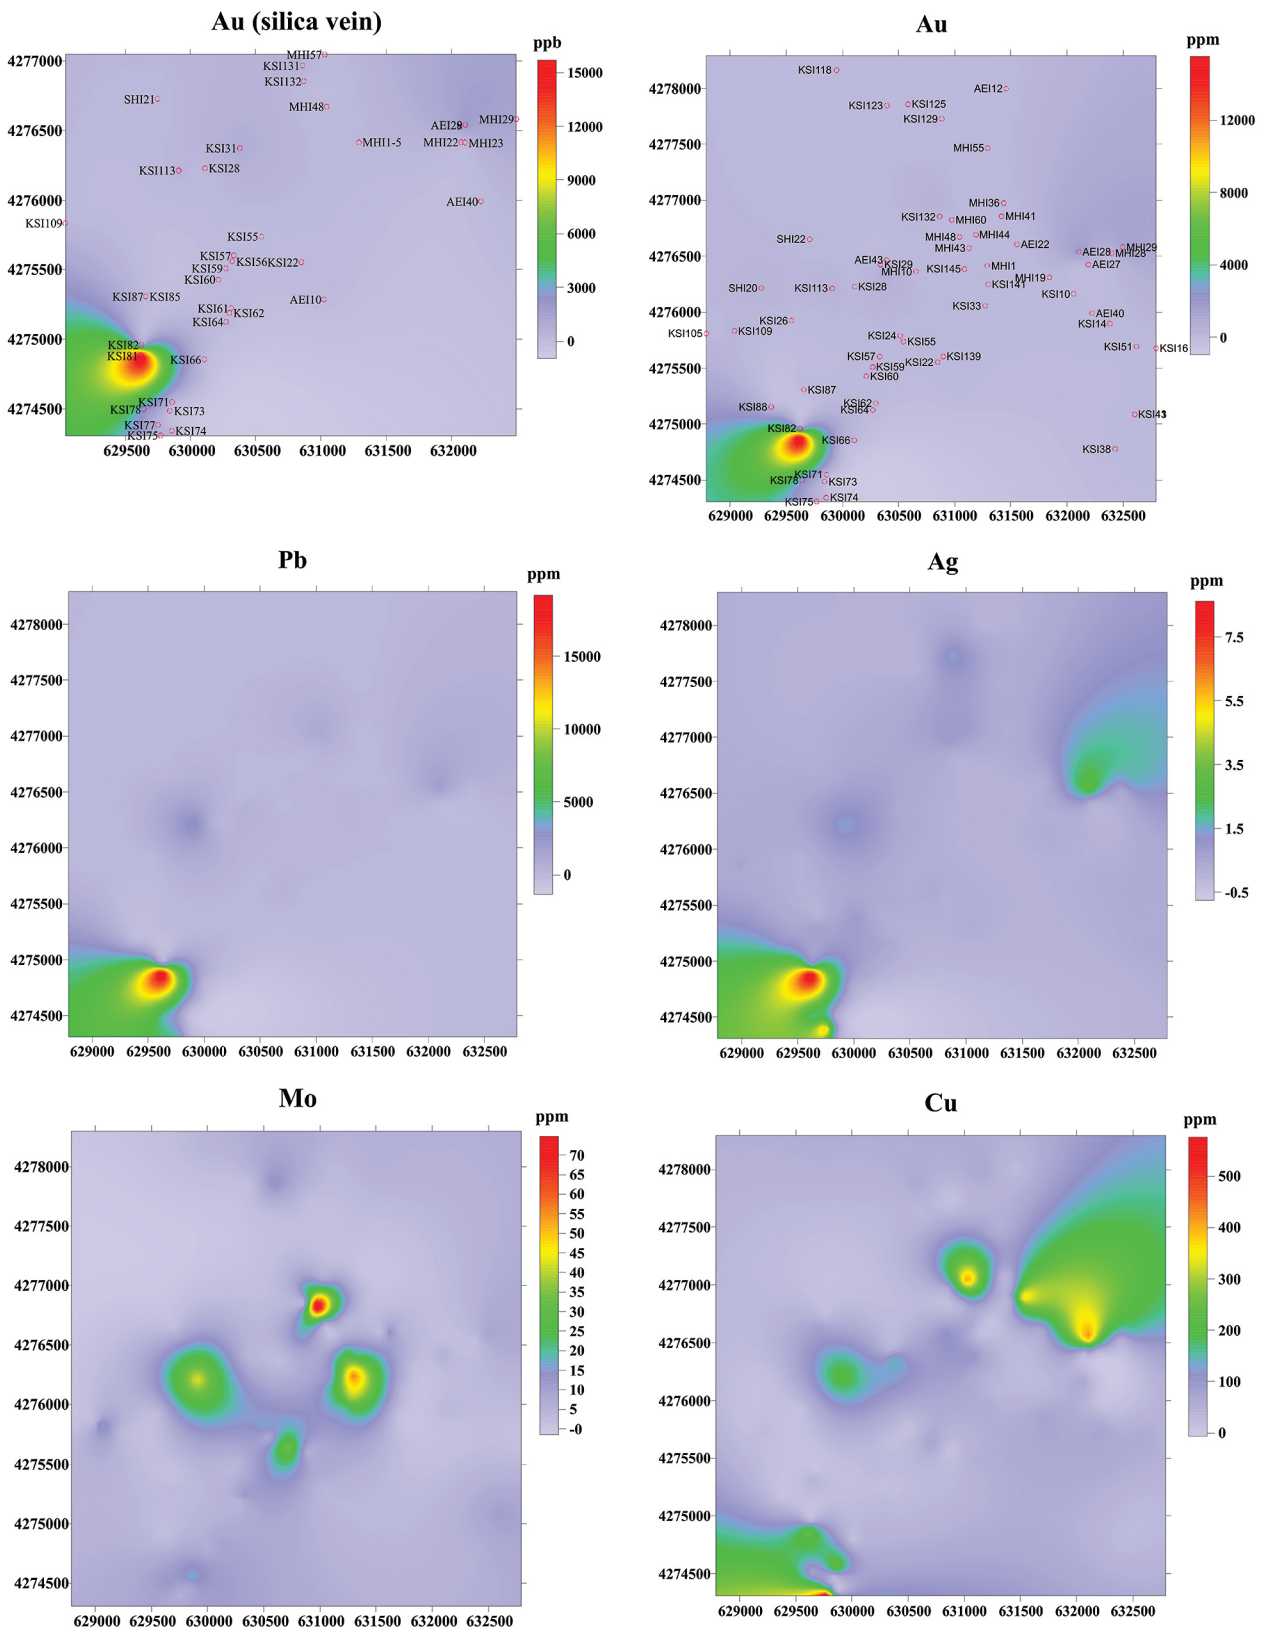 Au (silica vein)
ppb
15000
12000
9000
6000
3000
0
4277000
4276500
4276000
4275500
4275000
4274500
629500 630000 630500 631000 631500 632000
MHI57
KSI131
KSI132
SHI21
MHI48
MHI29
AEI28
KSI31
MHI1-5
MHI22
MHI23
KSI113
KSI28
AEI40
KSI109
KSI55
KSI57
KSI56
KSI22
KSI59
KSI60
KSI87
KSI85
AEI10
KSI61
KSI62
KSI64
KSI82
KSI81
KSI66
KSI71
KSI78
KSI73
KSI77
KSI75
KSI74
Au
ppm
12000
8000
4000
0
4278000
4277500
4277000
4276500
4276000
4275500
4275000
4274500
629000 629500 630000 630500 631000 631500 632000 632500
KSI118
AEI12
KSI123
KSI125
KSI129
MHI55
MHI36
KSI132
MHI60
MHI41
SHI22
MHI48
MHI44
MHI43
AEI22
AEI28
MHI29
MHI28
AEI43
KSI29
MHI10
KSI145
MHI1
AEI27
SHI20
KSI113
KSI28
KSI141
MHI19
KSI10
KSI33
AEI40
KSI26
KSI14
KSI105
KSI109
KSI24
KSI55
KSI51
KSI16
KSI57
KSI22
KSI139
KSI59
KSI60
KSI87
KSI88
KSI62
KSI64
KSI82
KSI66
KSI38
KSI71
KSI78
KSI73
KSI75
KSI74
Pb
ppm
15000
10000
5000
0
4278000
4277500
4277000
4276500
4276000
4275500
4275000
4274500
629000 629500 630000 630500 631000 631500 632000 632500
Ag
ppm
7.5
5.5
3.5
1.5
-0.5
4278000
4277500
4277000
4276500
4276000
4275500
4275000
4274500
629000 629500 630000 630500 631000 631500 632000 632500
Mo
ppm
70
65
60
55
50
45
40
35
30
25
20
15
10
5
-0
4278000
4277500
4277000
4276500
4276000
4275500
4275000
4274500
629000 629500 630000 630500 631000 631500 632000 632500
Cu
ppm
500
400
300
200
100
0
4278000
4277500
4277000
4276500
4276000
4275500
4275000
4274500
629000 629500 630000 630500 631000 631500 632000 632500